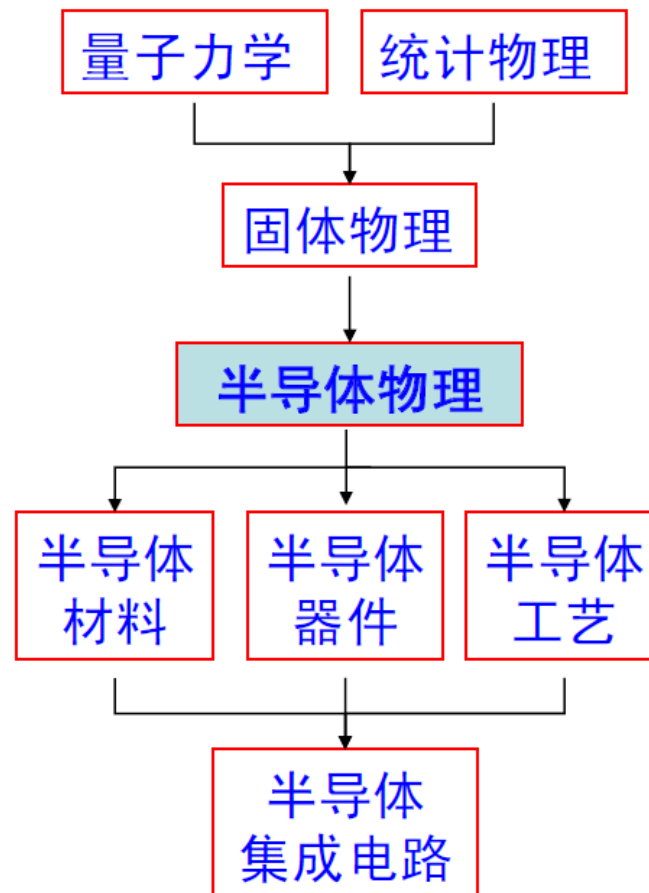 量子力学
统计物理
固体物理
半导体物理
半导体
材料
半导体
器件
半导体
工艺
半导体
集成电路